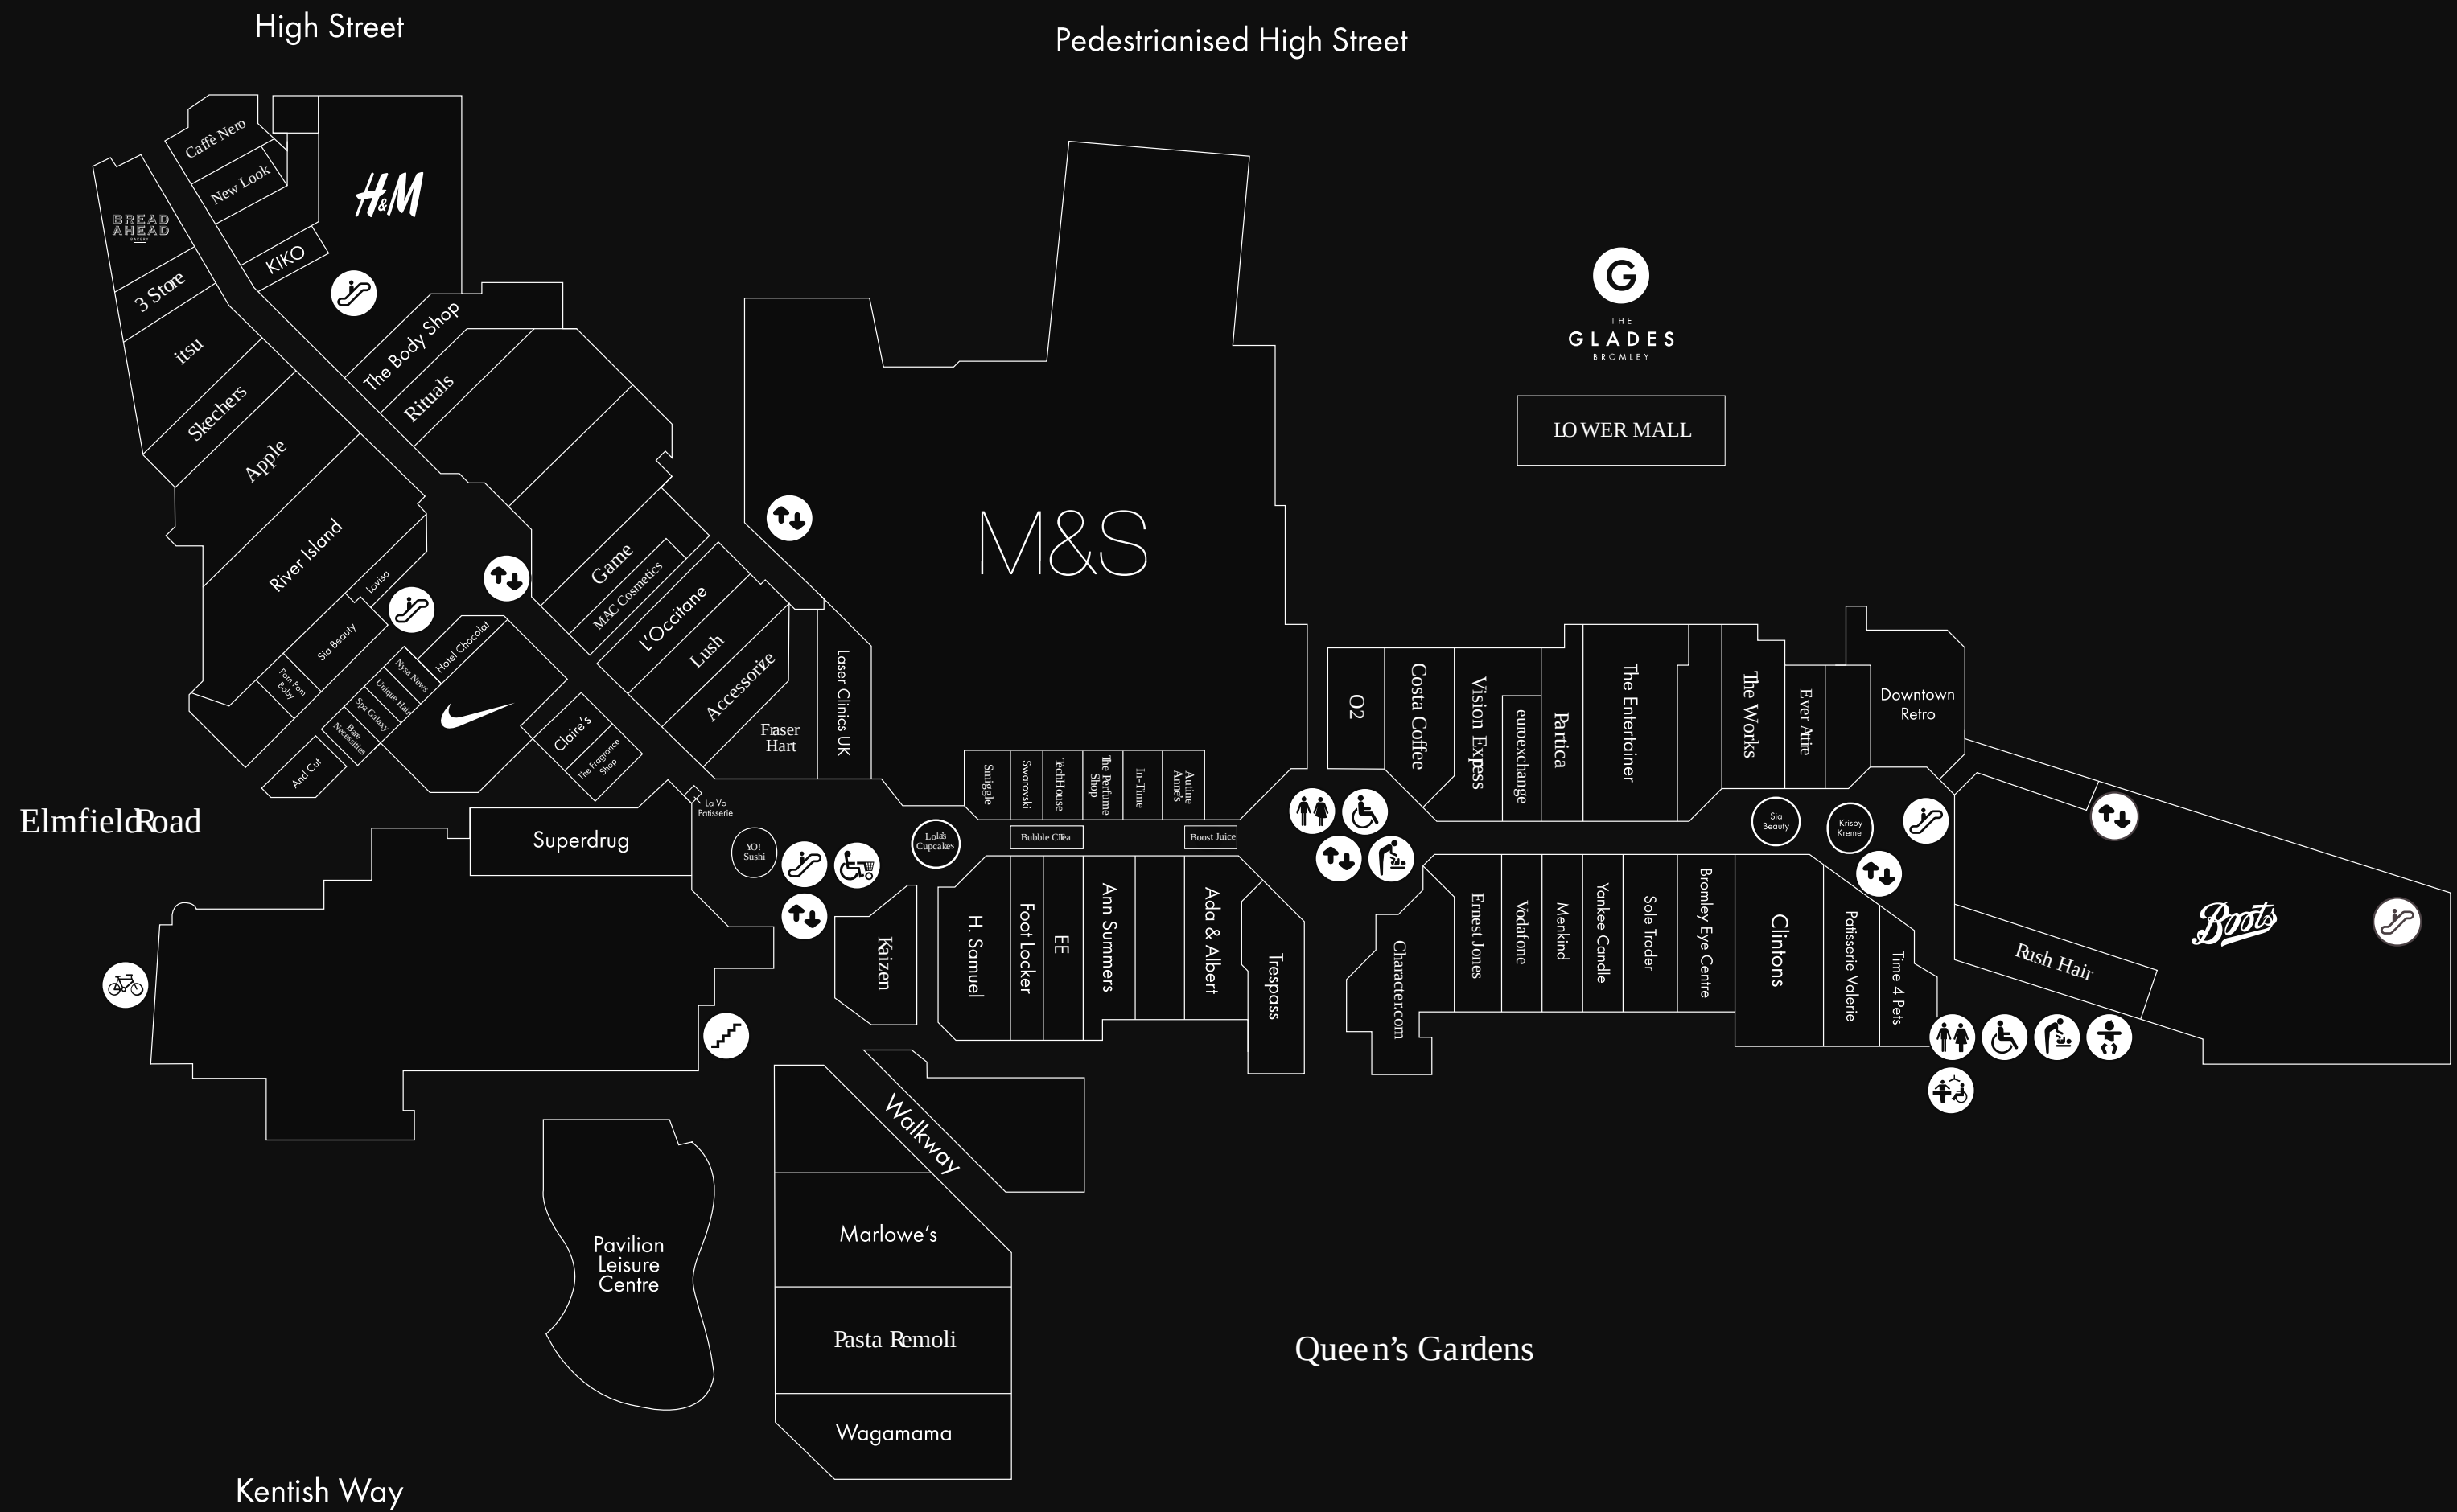 High Street
Pedestrianised High Street
Caffè Nero
New Look
H&M
BREAD
AHEAD
BAKERY
KIKO
3 Store
itsu
The Body Shop
Skechers
Rituals
Apple
River Island
Lovisa
Sia Beauty
Pom Pom
Baby
Game
MAC Cosmetics
L'Occitane
Lush
Accessorize
Fraser
Hart
Laser Clinics UK
Hotel Chocolat
Nysa News
Unique Hair
Spa Galaxy
Bare
Necessities
And Cut
Claire's
The Fragrance
Shop
M&S
G
THE
GLADES
BROMLEY
LOWER MALL
Elmfield Road
Superdrug
La Vo
Patisserie
YO!
Sushi
Lola's
Cupcakes
Smiggle
Swarovski
TechHouse
The Perfume
Shop
In-Time
Autine
Anne's
Bubble CiTea
Boost Juice
O2
Costa Coffee
Vision Express
eurexchange
Partica
The Entertainer
The Works
Ever Attire
Downtown
Retro
Sia
Beauty
Krispy
Kreme
Kaizen
H. Samuel
Foot Locker
EE
Ann Summers
Ada & Albert
Trespass
Character.com
Ernest Jones
Vodafone
Menkind
Yankee Candle
Sole Trader
Bromley Eye Centre
Clintons
Patisserie Valerie
Time 4 Pets
Boots
Rush Hair
Walkway
Marlowe's
Pasta Remoli
Wagamama
Pavilion
Leisure
Centre
Queen's Gardens
Kentish Way